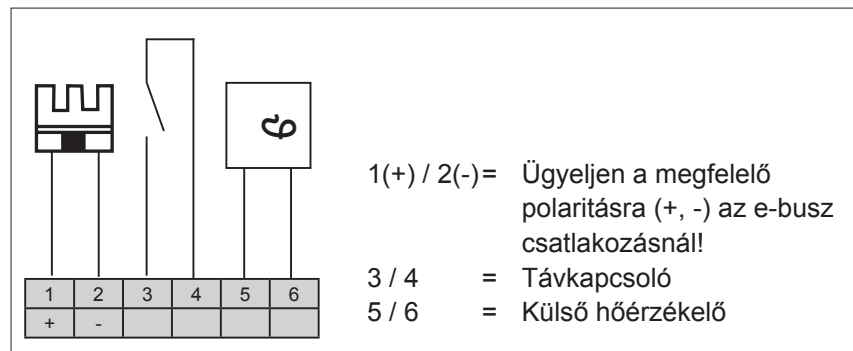 1(+) / 2(-)= Ügyeljen a megfelelő
polaritásra (+, -) az e-busz
csatlakozásnál!
3 / 4 = Távkapcsoló
5 / 6 = Külső hőérzékelő
1 2 3 4 5 6
+ -